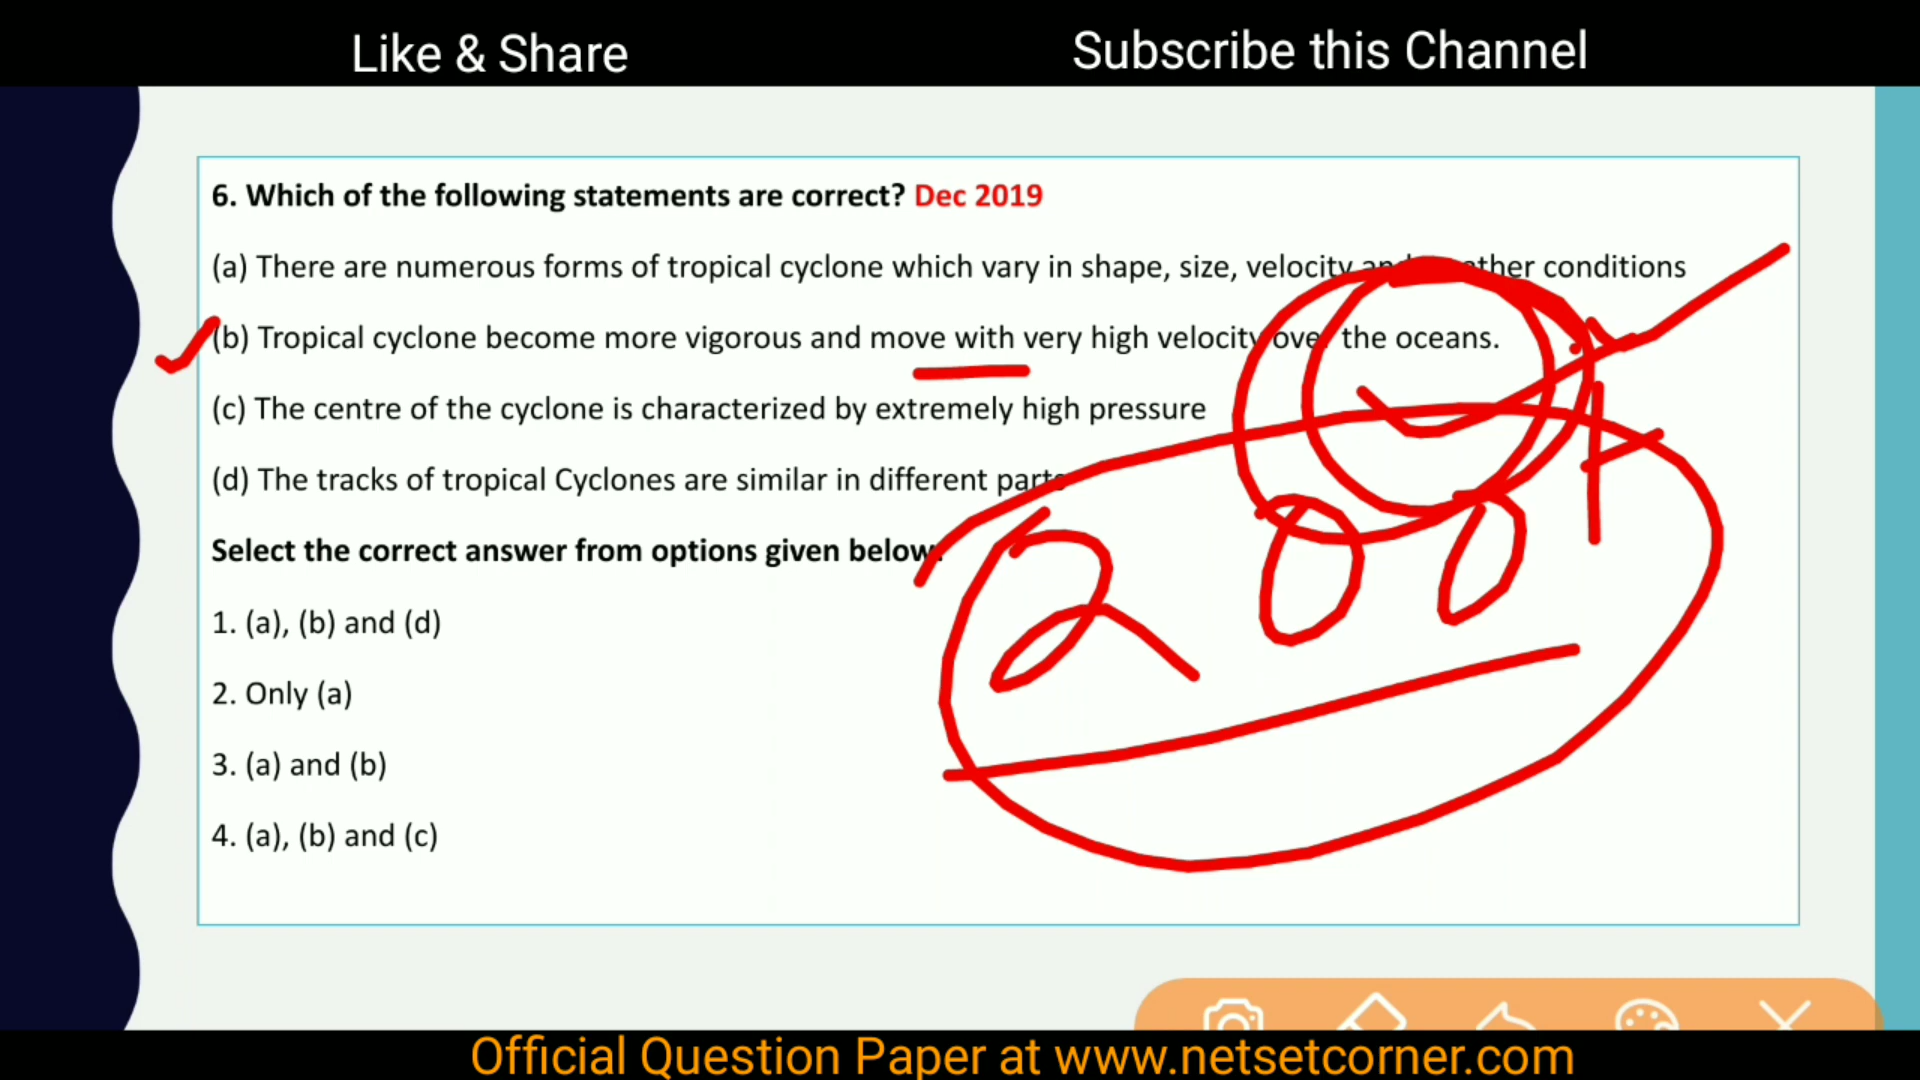 Like & Share
Subscribe this Channel
6. Which of the following statements are correct? Dec 2019
(a) There are numerous forms of tropical cyclone which vary in shape, size, velocity and weather conditions
(b) Tropical cyclone become more vigorous and move with very high velocity over the oceans.
(c) The centre of the cyclone is characterized by extremely high pressure
(d) The tracks of tropical Cyclones are similar in different parts
Select the correct answer from options given below:
1. (a), (b) and (d)
2. Only (a)
3. (a) and (b)
4. (a), (b) and (c)
Official Question Paper at www.netsetcorner.com